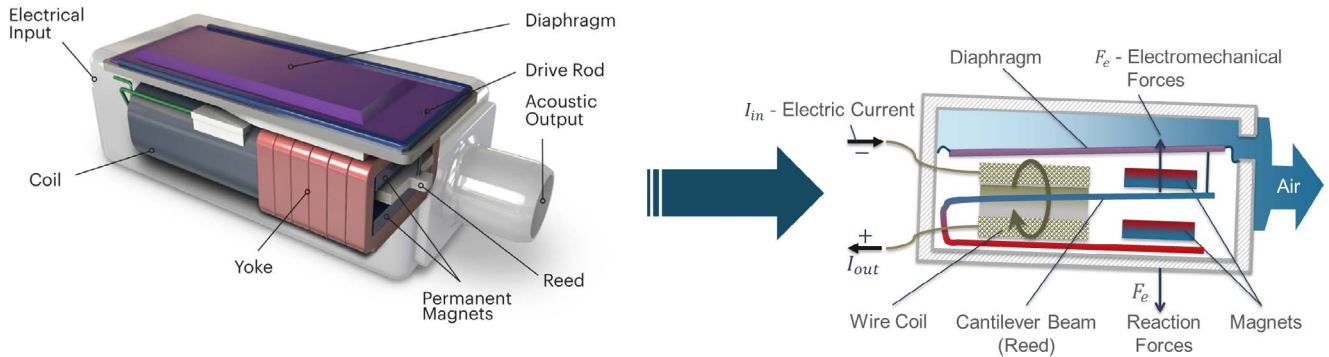 Electrical
Input
Diaphragm
Drive Rod
Acoustic
Output
Coil
Yoke
Permanent
Magnets
Reed
Diaphragm
F_e - Electromechanical
Forces
I_in - Electric Current
−
Air
+
I_out
F_e
Wire Coil
Cantilever Beam
(Reed)
Reaction
Forces
Magnets